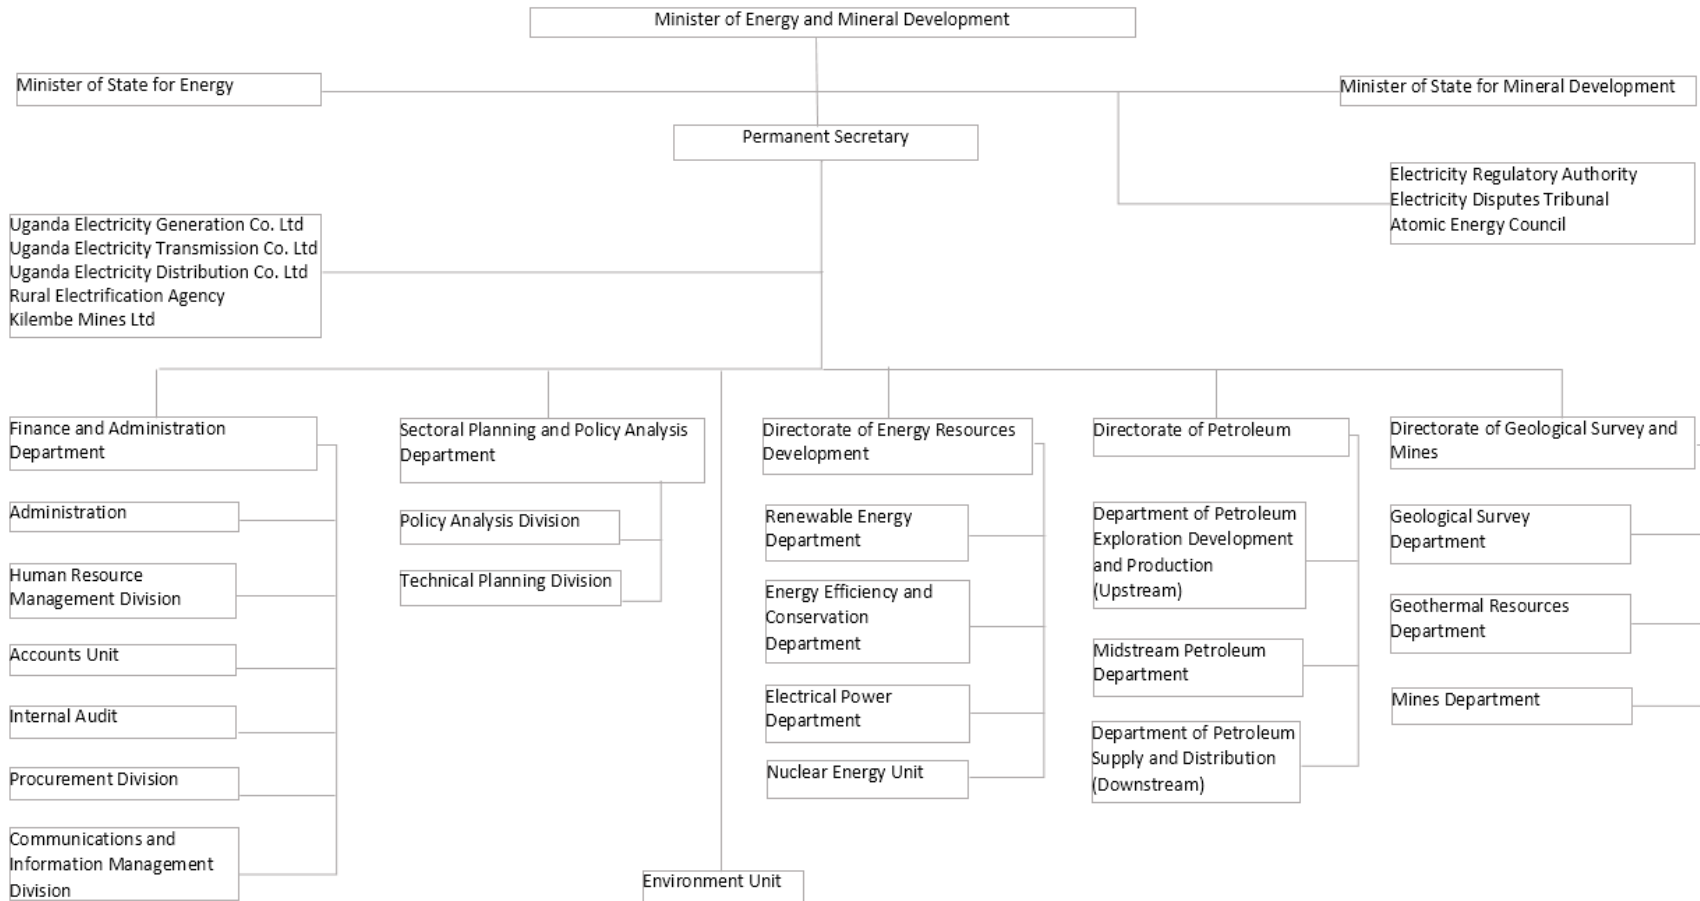 Minister of Energy and Mineral Development
Minister of State for Energy
Minister of State for Mineral Development
Permanent Secretary
Electricity Regulatory Authority
Electricity Disputes Tribunal
Atomic Energy Council
Uganda Electricity Generation Co. Ltd
Uganda Electricity Transmission Co. Ltd
Uganda Electricity Distribution Co. Ltd
Rural Electrification Agency
Kilembe Mines Ltd
Finance and Administration
Department
Administration
Human Resource
Management Division
Accounts Unit
Internal Audit
Procurement Division
Communications and
Information Management
Division
Sectoral Planning and Policy Analysis
Department
Policy Analysis Division
Technical Planning Division
Environment Unit
Directorate of Energy Resources
Development
Renewable Energy
Department
Energy Efficiency and
Conservation
Department
Electrical Power
Department
Nuclear Energy Unit
Directorate of Petroleum
Department of Petroleum
Exploration Development
and Production
(Upstream)
Midstream Petroleum
Department
Department of Petroleum
Supply and Distribution
(Downstream)
Directorate of Geological Survey and
Mines
Geological Survey
Department
Geothermal Resources
Department
Mines Department